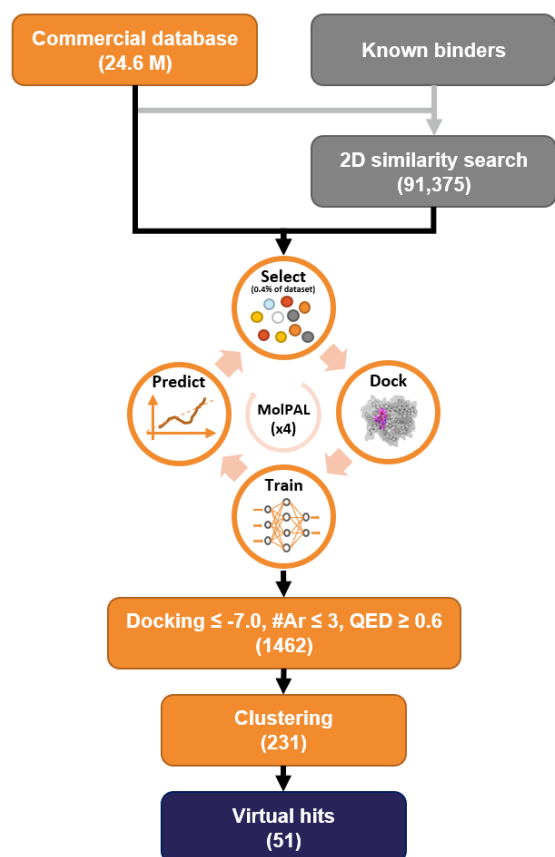 Commercial database
(24.6 M)
Known binders
2D similarity search
(91,375)
Select
(0.4% of dataset)
Predict
MolPAL
(x4)
Dock
Train
Docking ≤ -7.0, #Ar ≤ 3, QED ≥ 0.6
(1462)
Clustering
(231)
Virtual hits
(51)